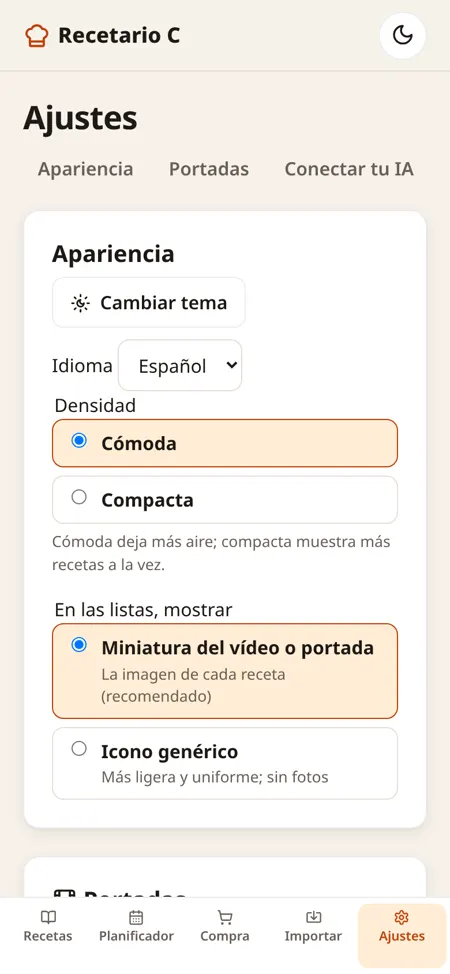 Recetario C
Ajustes
Apariencia Portadas Conectar tu IA
Apariencia
Cambiar tema
Idioma Español
Densidad
Cómoda
Compacta
Cómoda deja más aire; compacta muestra más
recetas a la vez.
En las listas, mostrar
Miniatura del vídeo o portada
La imagen de cada receta
(recomendado)
Icono genérico
Más ligera y uniforme; sin fotos
Portadas
Recetas Planificador Compra Importar Ajustes